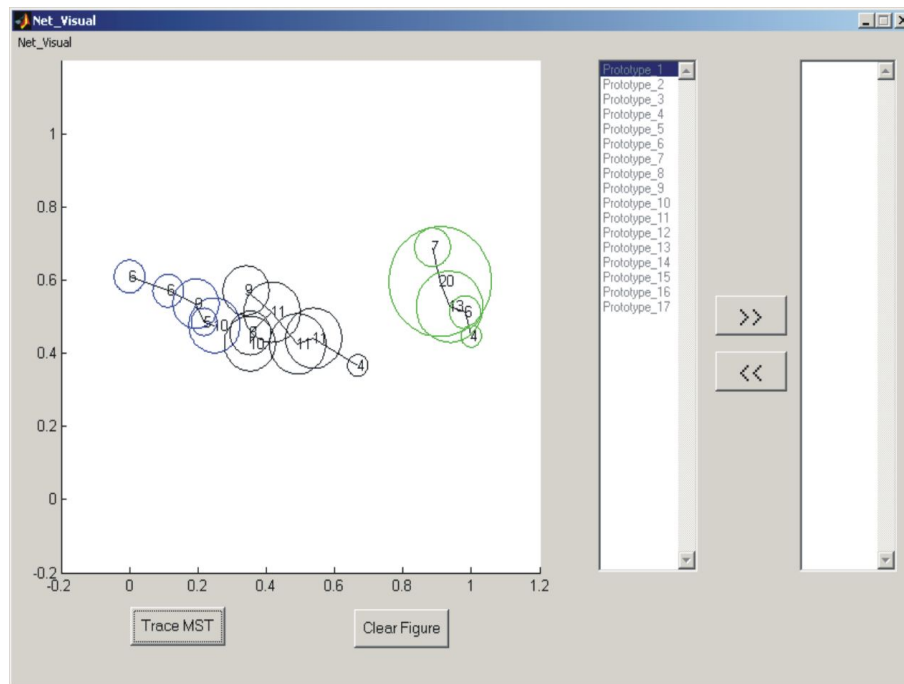 Net_Visual
Net_Visual
1
0.8
0.6
0.4
0.2
0
-0.2
-0.2 0 0.2 0.4 0.6 0.8 1 1.2
7
20
6 6 9 9 11 13 6
5 10
10 11 11 4
4
Prototype_1
Prototype_2
Prototype_3
Prototype_4
Prototype_5
Prototype_6
Prototype_7
Prototype_8
Prototype_9
Prototype_10
Prototype_11
Prototype_12
Prototype_13
Prototype_14
Prototype_15
Prototype_16
Prototype_17
>>
<<
Trace MST Clear Figure